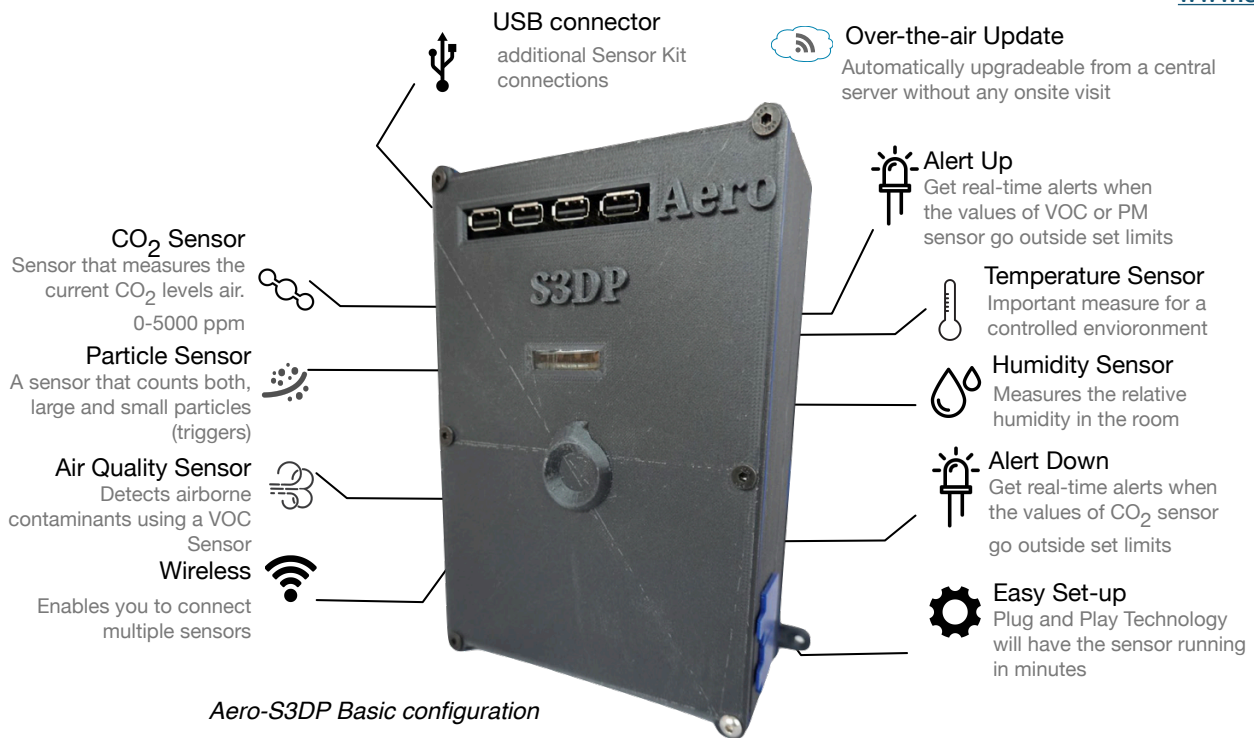 USB connector
additional Sensor Kit
connections
Over-the-air Update
Automatically upgradeable from a central
server without any onsite visit
Alert Up
Get real-time alerts when
the values of VOC or PM
sensor go outside set limits
CO2 Sensor
Sensor that measures the
current CO2 levels air.
0-5000 ppm
Temperature Sensor
Important measure for a
controlled envioronment
Particle Sensor
A sensor that counts both,
large and small particles
(triggers)
Humidity Sensor
Measures the relative
humidity in the room
Air Quality Sensor
Detects airborne
contaminants using a VOC
Sensor
Alert Down
Get real-time alerts when
the values of CO2 sensor
go outside set limits
Wireless
Enables you to connect
multiple sensors
Easy Set-up
Plug and Play Technology
will have the sensor running
in minutes
Aero
S3DP
Aero-S3DP Basic configuration